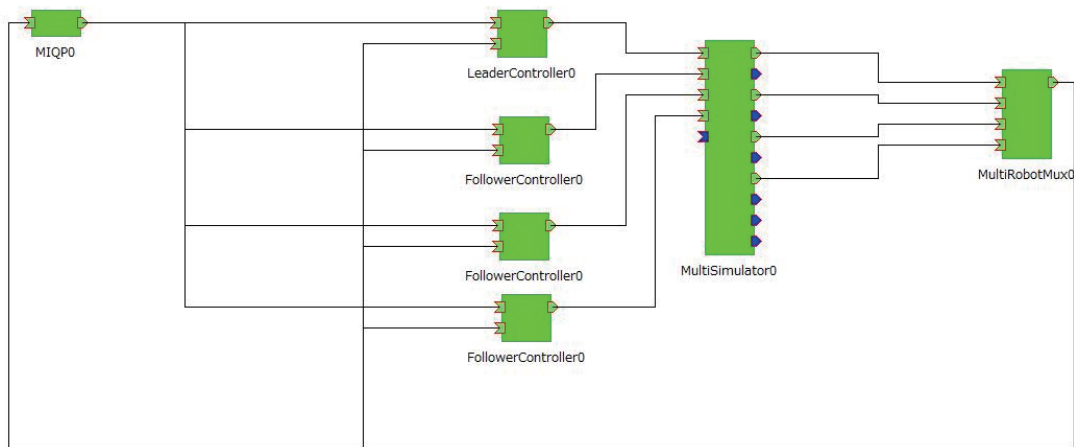 MIQP0
LeaderController0
FollowerController0
FollowerController0
FollowerController0
MultiSimulator0
MultiRobotMux0